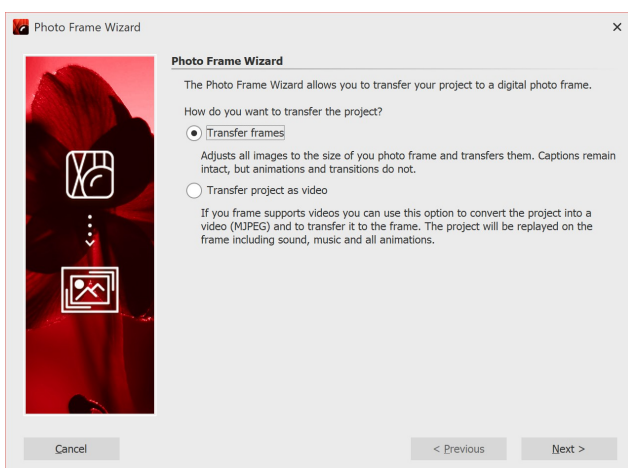 Photo Frame Wizard
Photo Frame Wizard
The Photo Frame Wizard allows you to transfer your project to a digital photo frame.
How do you want to transfer the project?
Transfer frames
Adjusts all images to the size of you photo frame and transfers them. Captions remain
intact, but animations and transitions do not.
Transfer project as video
If you frame supports videos you can use this option to convert the project into a
video (MJPEG) and to transfer it to the frame. The project will be replayed on the
frame including sound, music and all animations.
Cancel
< Previous
Next >